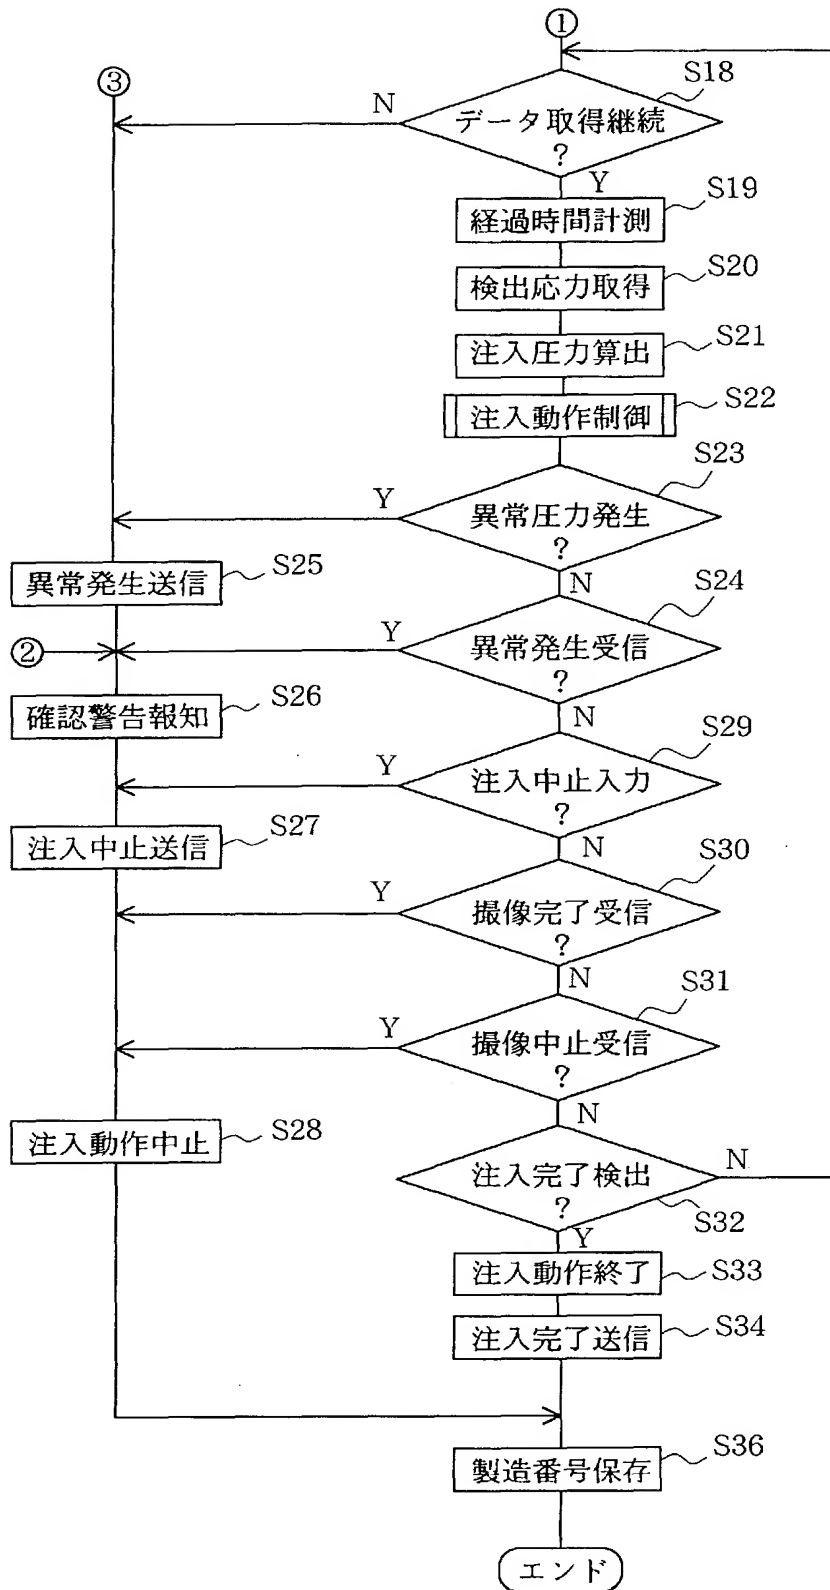 ①
S18
③
N
データ取得継続
?
Y
S19
経過時間計測
S20
検出応力取得
S21
注入圧力算出
S22
注入動作制御
S23
Y
異常圧力発生
?
S25
異常発生送信
N
S24
Y
異常発生受信
?
②
S26
確認警告報知
N
S29
Y
注入中止入力
?
S27
注入中止送信
N
S30
Y
撮像完了受信
?
N
S31
Y
撮像中止受信
?
N
S28
注入動作中止
注入完了検出
?
N
S32
Y
注入動作終了
S33
注入完了送信
S34
S36
製造番号保存
エンド